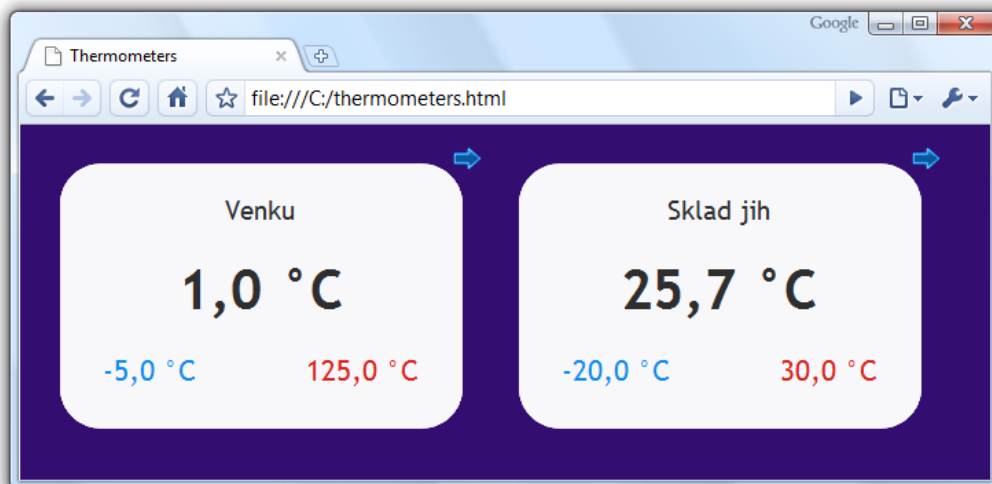 Google
Thermometers
file:///C:/thermometers.html
Venku
1,0 °C
-5,0 °C 125,0 °C
Sklad jih
25,7 °C
-20,0 °C 30,0 °C